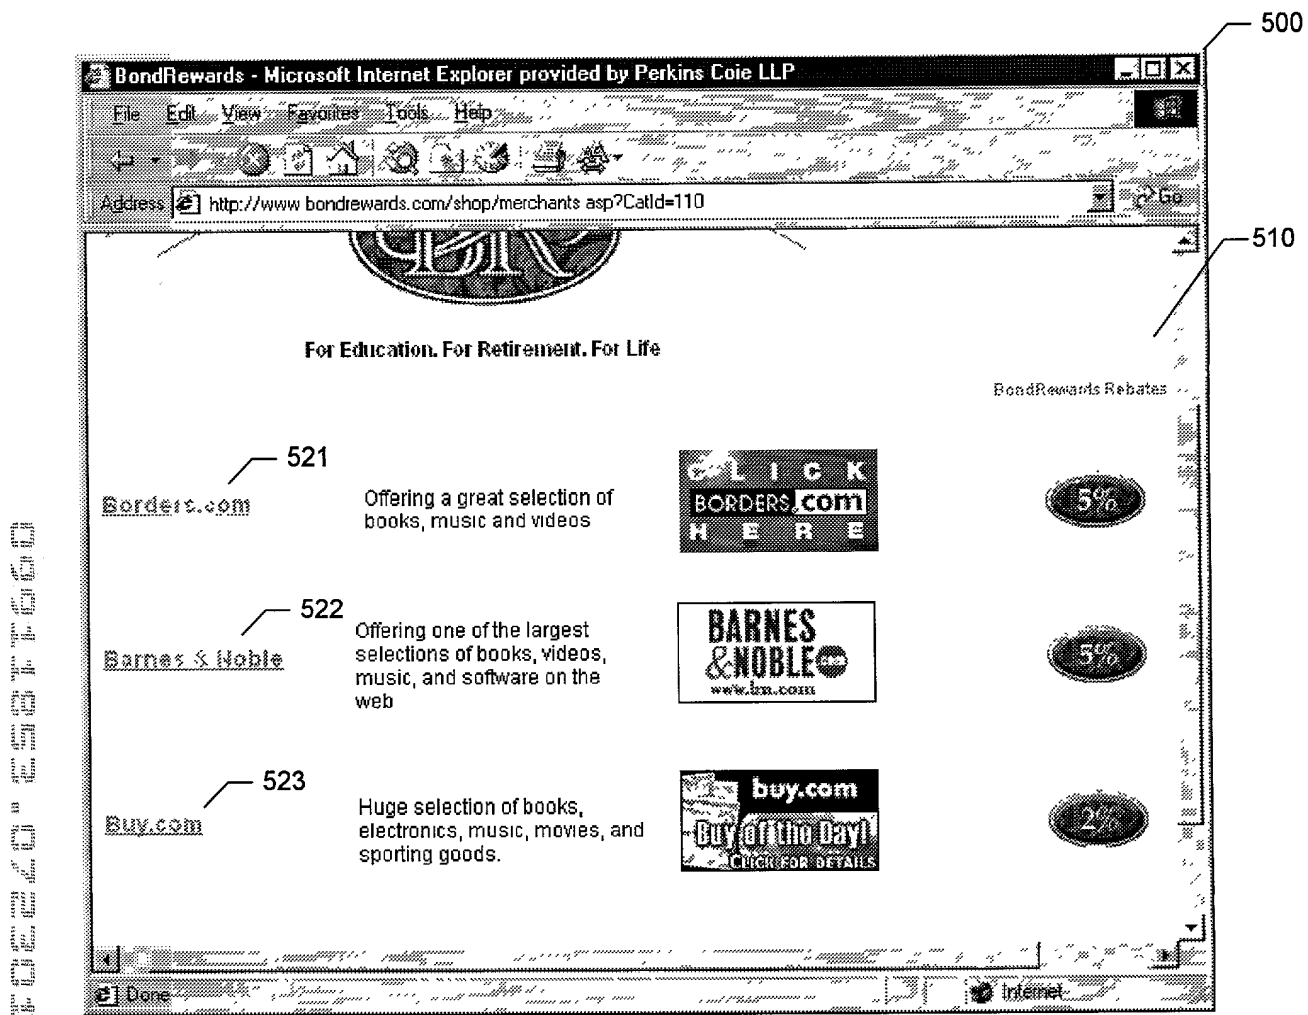 500
BondRewards - Microsoft Internet Explorer provided by Perkins Coie LLP
File Edit View Favorites Tools Help
Address http://www bondrewards.com/shop/merchants asp?CatId=110 Go
510
For Education. For Retirement. For Life
BondRewards Rebates
521
Borders.com
Offering a great selection of
books, music and videos
CLICK
BORDERS.com
HERE
5%
522
Barnes & Noble
Offering one of the largest
selections of books, videos,
music, and software on the
web
BARNES
&NOBLE
www.bn.com
5%
523
Buy.com
Huge selection of books,
electronics, music, movies, and
sporting goods.
buy.com
Buy of the Day!
CLICK FOR DETAILS
2%
Done
Internet